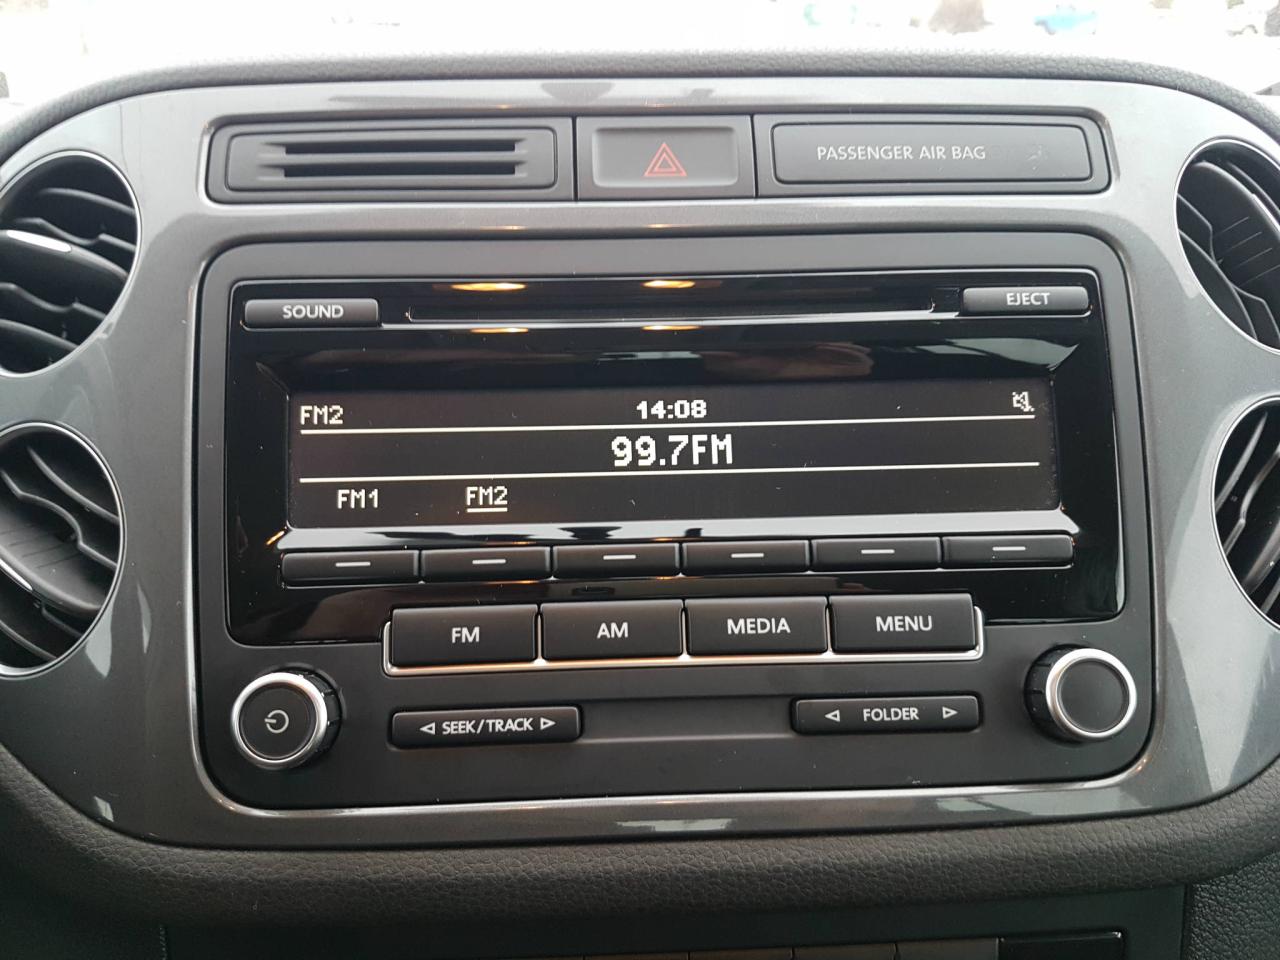 PASSENGER AIR BAG
SOUND
EJECT
FM2
14:08
99.7FM
FM1
FM2
FM
AM
MEDIA
MENU
SEEK/TRACK
FOLDER